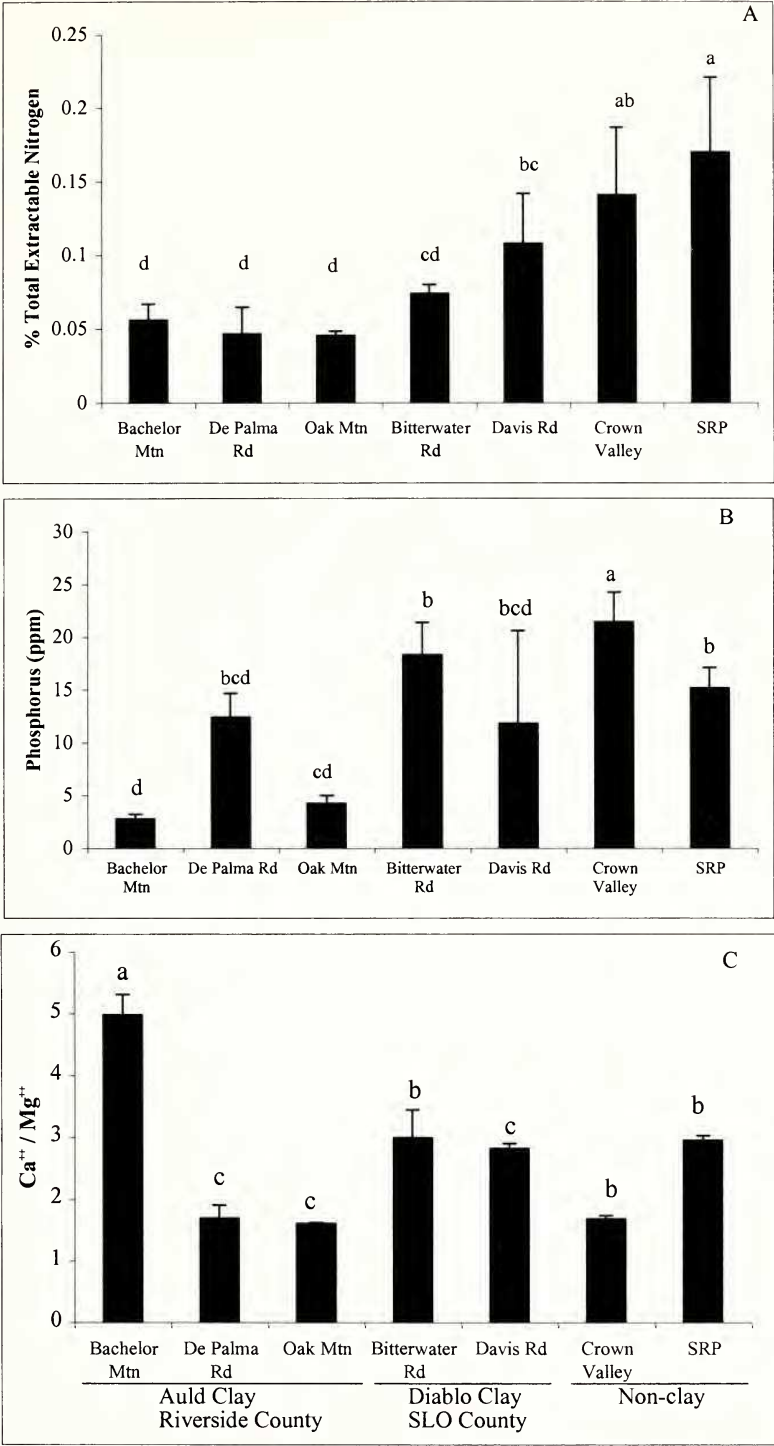 A
0.25
0.2
0.15
0.1
0.05
0
% Total Extractable Nitrogen
d
d
d
cd
bc
ab
a
Bachelor
Mtn
De Palma
Rd
Oak Mtn
Bitterwater
Rd
Davis Rd
Crown
Valley
SRP
B
30
25
20
15
10
5
0
Phosphorus (ppm)
d
bcd
cd
b
bcd
a
b
Bachelor
Mtn
De Palma Rd
Oak Mtn
Bitterwater
Rd
Davis Rd
Crown
Valley
SRP
C
6
5
4
3
2
1
0
Ca⁺⁺ / Mg⁺⁺
a
c
c
b
c
b
b
Bachelor
Mtn
De Palma
Rd
Oak Mtn
Bitterwater
Rd
Davis Rd
Crown
Valley
SRP
Auld Clay
Riverside County
Diablo Clay
SLO County
Non-clay